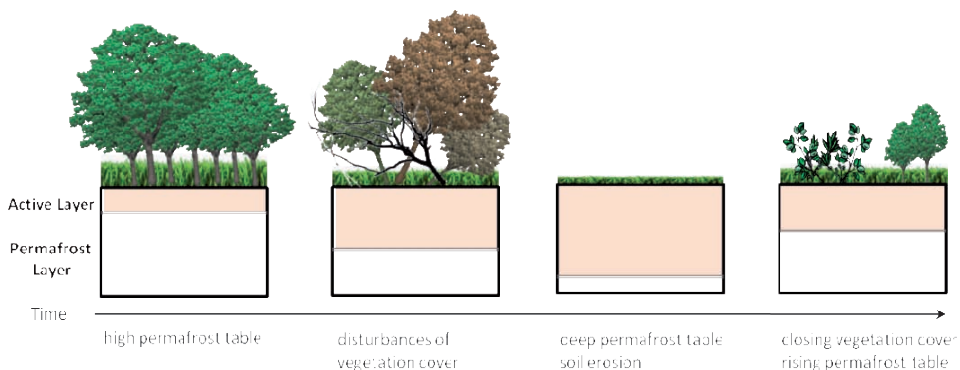 Active Layer
Permafrost
Layer
Time
high permafrost table
disturbances of
vegetation cover
deep permafrost table
soil erosion
closing vegetation cover
rising permafrost table